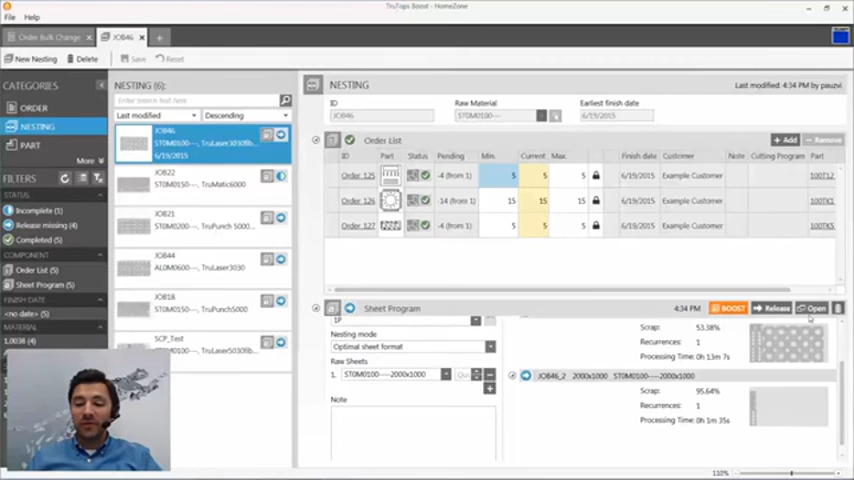 TruTops Boost - HomeZone
File Help
Order Bulk Change JOB46
New Nesting Delete Save Reset
CATEGORIES
ORDER
NESTING
PART
More
FILTERS
STATUS
Incomplete (1)
Release missing (4)
Completed (5)
COMPONENT
Order List (5)
Sheet Program (5)
FINISH DATE
<no date> (5)
MATERIAL
1.0038 (4)
NESTING (6):
Enter search text here
Last modified Descending
JOB46
ST0M0100---, TruLaser3030fib...
6/19/2015
JOB22
ST0M0150---, TruMatic6000
JOB21
ST0M0150---, TruPunch 5000...
JOB44
AL0M0600---, TruLaser3030
JOB18
ST0M0150---, TruPunch5000
SCP_Test
ST0M0100---, TruLaser5030fib...
NESTING Last modified: 4:34 PM by pauzvi
ID Raw Material Earliest finish date
JOB46 ST0M0100--- 6/19/2015
Order List Add Remove
ID Part Status Pending Min. Current Max. Finish date Customer Note Cutting Program Part
Order_125 -4 (from 1) 5 5 5 6/19/2015 Example Customer 100T12
Order_126 -14 (from 1) 15 15 15 6/19/2015 Example Customer 100TK1
Order_127 -4 (from 1) 5 5 5 6/19/2015 Example Customer 100TK5
Sheet Program 4:34 PM BOOST Release Open
1P
Nesting mode
Optimal sheet format
Raw Sheets
1. ST0M0100----2000x1000
Note
Scrap: 53.38%
Recurrences: 1
Processing Time: 0h 13m 7s
JOB46_2 2000x1000 ST0M0100----2000x1000
Scrap: 95.64%
Recurrences: 1
Processing Time: 0h 1m 35s
110%